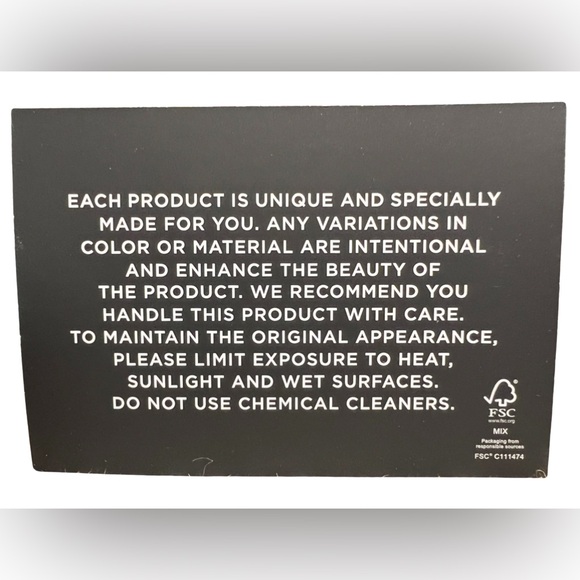 EACH PRODUCT IS UNIQUE AND SPECIALLY
MADE FOR YOU. ANY VARIATIONS IN
COLOR OR MATERIAL ARE INTENTIONAL
AND ENHANCE THE BEAUTY OF
THE PRODUCT. WE RECOMMEND YOU
HANDLE THIS PRODUCT WITH CARE.
TO MAINTAIN THE ORIGINAL APPEARANCE,
PLEASE LIMIT EXPOSURE TO HEAT,
SUNLIGHT AND WET SURFACES.
DO NOT USE CHEMICAL CLEANERS.
FSC
www.fsc.org
MIX
Packaging from
responsible sources
FSC® C111474